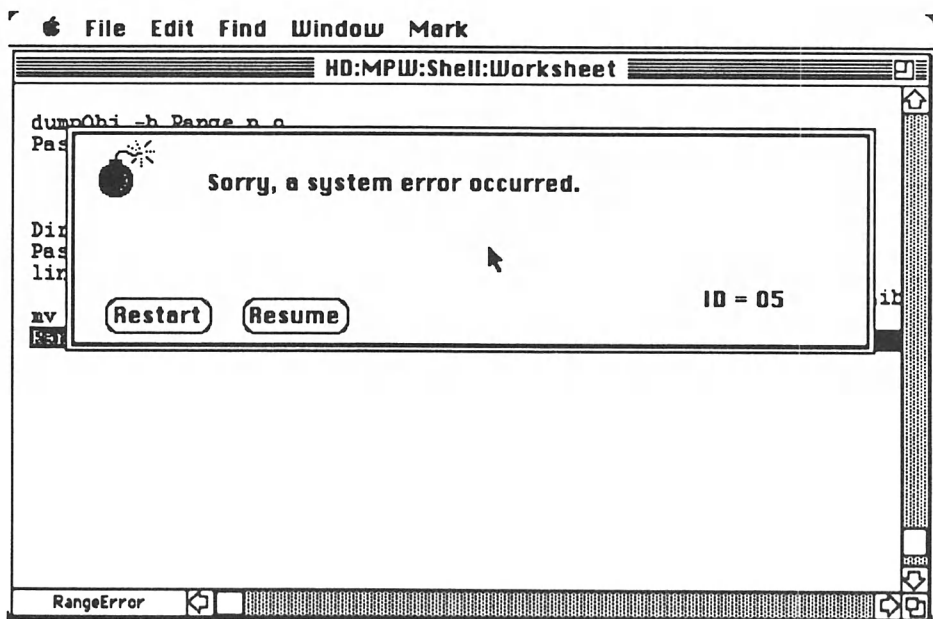 File Edit Find Window Mark
HD:MPW:Shell:Worksheet
dumpObj -h Range.p.o
Pas
Sorry, a system error occurred.
Dir
Pas
lin
ID = 05
ib
mv
Restart Resume
RangeError